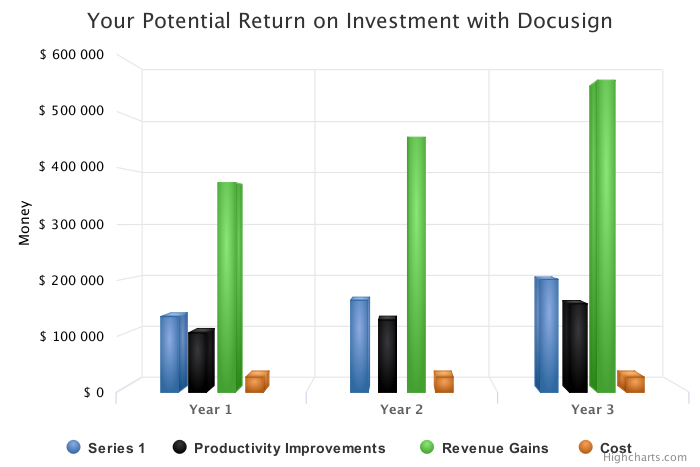 Your Potential Return on Investment with Docusign
Money
$ 600 000
$ 500 000
$ 400 000
$ 300 000
$ 200 000
$ 100 000
$ 0
Year 1 Year 2 Year 3
Series 1 Productivity Improvements Revenue Gains Cost
Highcharts.com